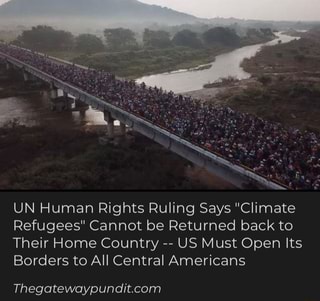 UN Human Rights Ruling Says "Climate
Refugees" Cannot be Returned back to
Their Home Country -- US Must Open Its
Borders to All Central Americans
Thegatewaypundit.com